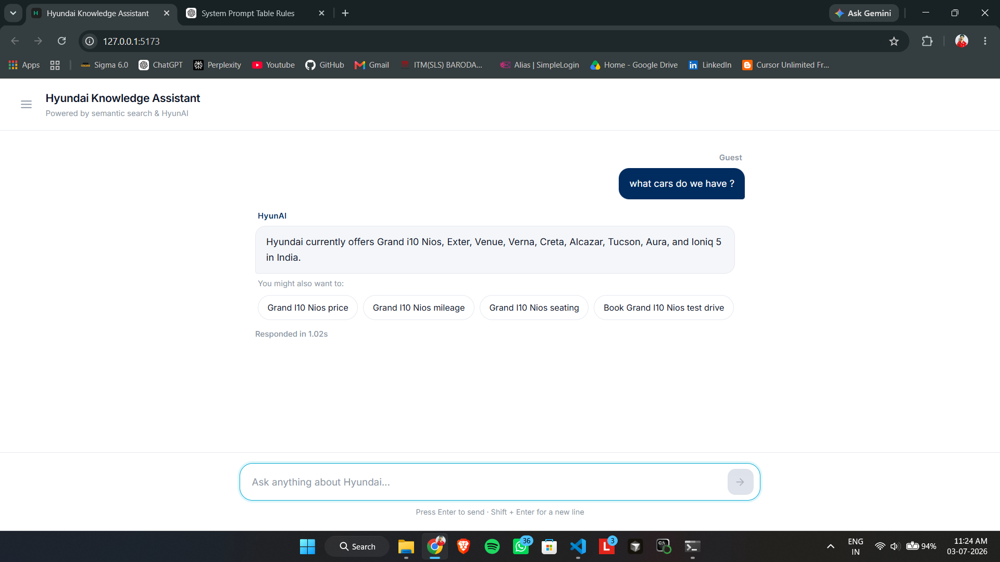 Hyundai Knowledge Assistant
System Prompt Table Rules
Ask Gemini
127.0.0.1:5173
Apps
Sigma 6.0
ChatGPT
Perplexity
Youtube
GitHub
Gmail
ITM(SLS) BARODA...
Alias | SimpleLogin
Home - Google Drive
LinkedIn
Cursor Unlimited Fr...
Hyundai Knowledge Assistant
Powered by semantic search & HyunAI
Guest
what cars do we have ?
HyunAI
Hyundai currently offers Grand i10 Nios, Exter, Venue, Verna, Creta, Alcazar, Tucson, Aura, and Ioniq 5
in India.
You might also want to:
Grand I10 Nios price
Grand I10 Nios mileage
Grand I10 Nios seating
Book Grand I10 Nios test drive
Responded in 1.02s
Ask anything about Hyundai...
Press Enter to send · Shift + Enter for a new line
Search
36
3
ENG
IN
94%
11:24 AM
03-07-2026